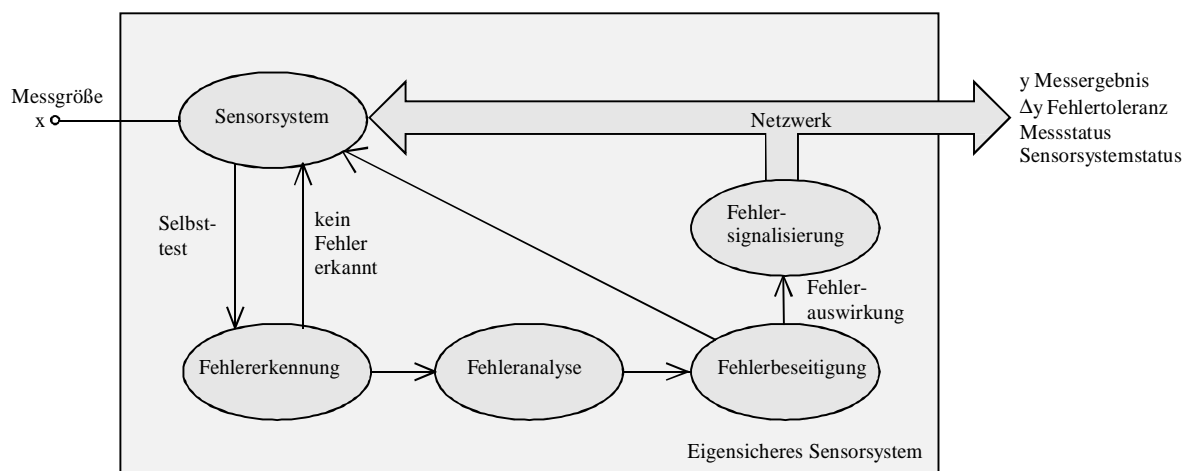 Messgröße
x
Sensorsystem
Netzwerk
y Messergebnis
Δy Fehlertoleranz
Messstatus
Sensorsystemstatus
Selbst-
test
kein
Fehler
erkannt
Fehler-
signalisierung
Fehler-
auswirkung
Fehlererkennung
Fehleranalyse
Fehlerbeseitigung
Eigensicheres Sensorsystem